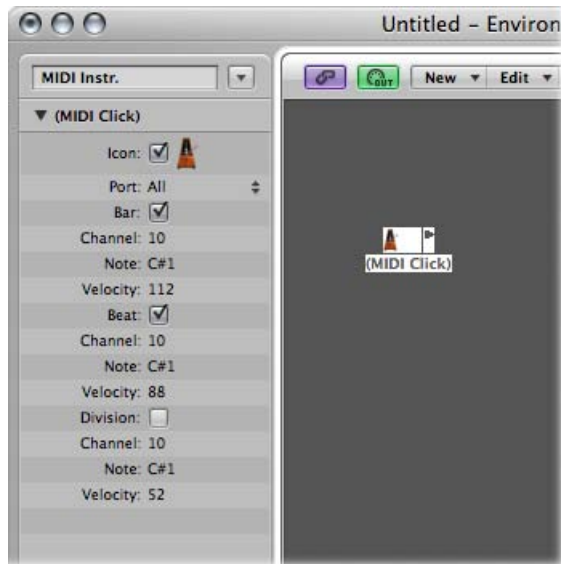 Untitled – Environ
MIDI Instr.
OUT
New
Edit
(MIDI Click)
Icon:
Port: All
Bar:
Channel: 10
Note: C#1
Velocity: 112
Beat:
Channel: 10
Note: C#1
Velocity: 88
Division:
Channel: 10
Note: C#1
Velocity: 52
(MIDI Click)